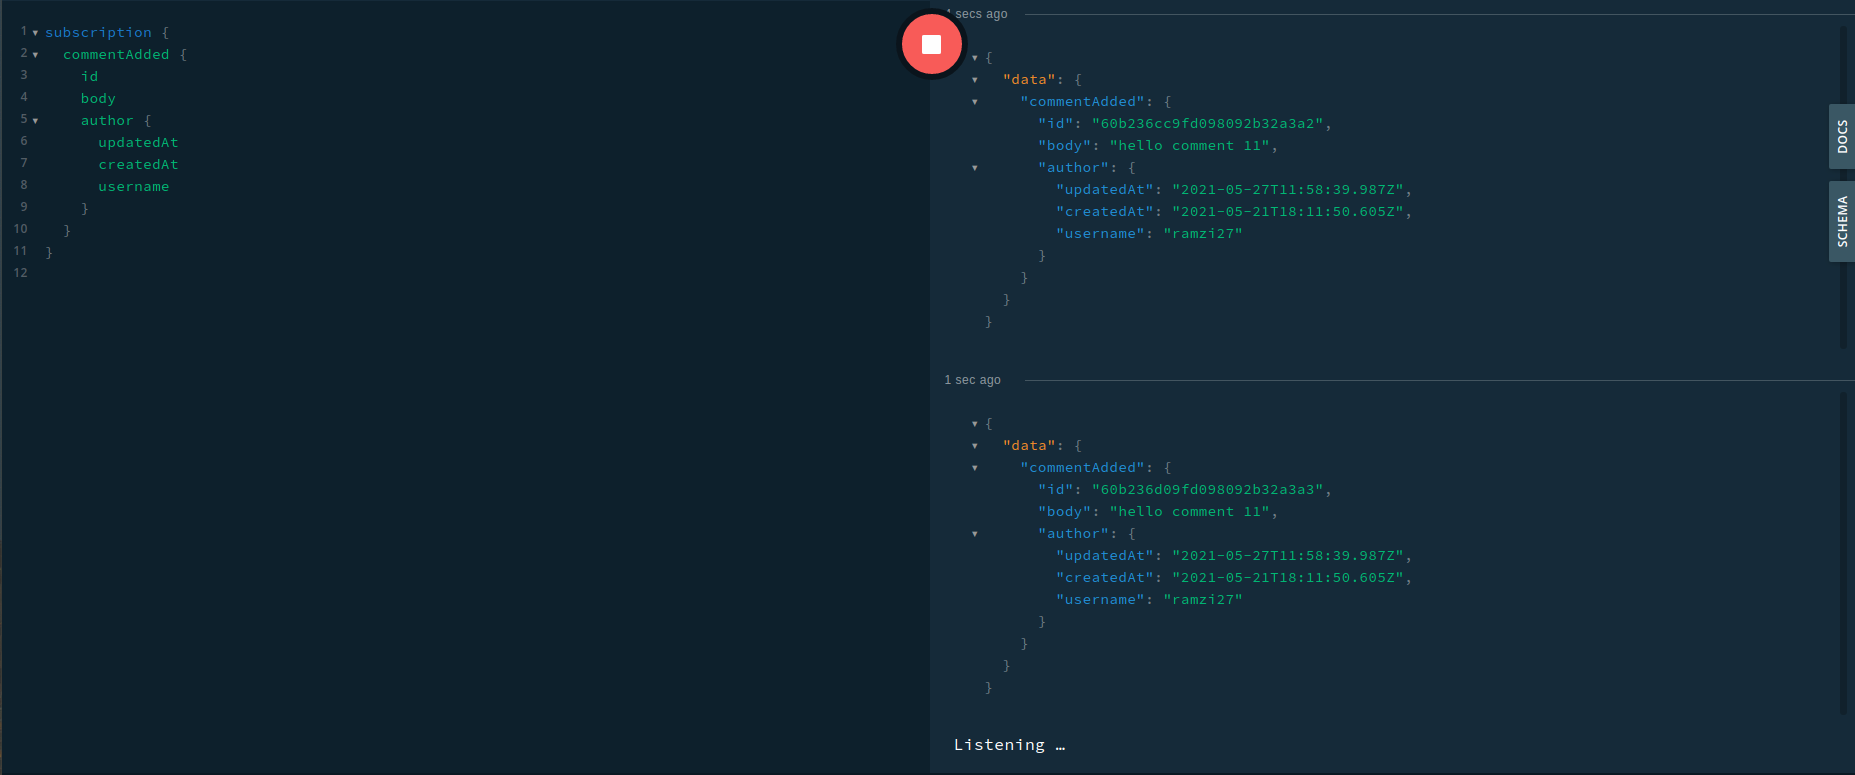 1 subscription {
2 commentAdded {
3 id
4 body
5 author {
6 updatedAt
7 createdAt
8 username
9 }
10 }
11 }
12
secs ago
{
"data": {
"commentAdded": {
"id": "60b236cc9fd098092b32a3a2",
"body": "hello comment 11",
"author": {
"updatedAt": "2021-05-27T11:58:39.987Z",
"createdAt": "2021-05-21T18:11:50.605Z",
"username": "ramzi27"
}
}
}
}
1 sec ago
{
"data": {
"commentAdded": {
"id": "60b236d09fd098092b32a3a3",
"body": "hello comment 11",
"author": {
"updatedAt": "2021-05-27T11:58:39.987Z",
"createdAt": "2021-05-21T18:11:50.605Z",
"username": "ramzi27"
}
}
}
}
Listening …
DOCS
SCHEMA